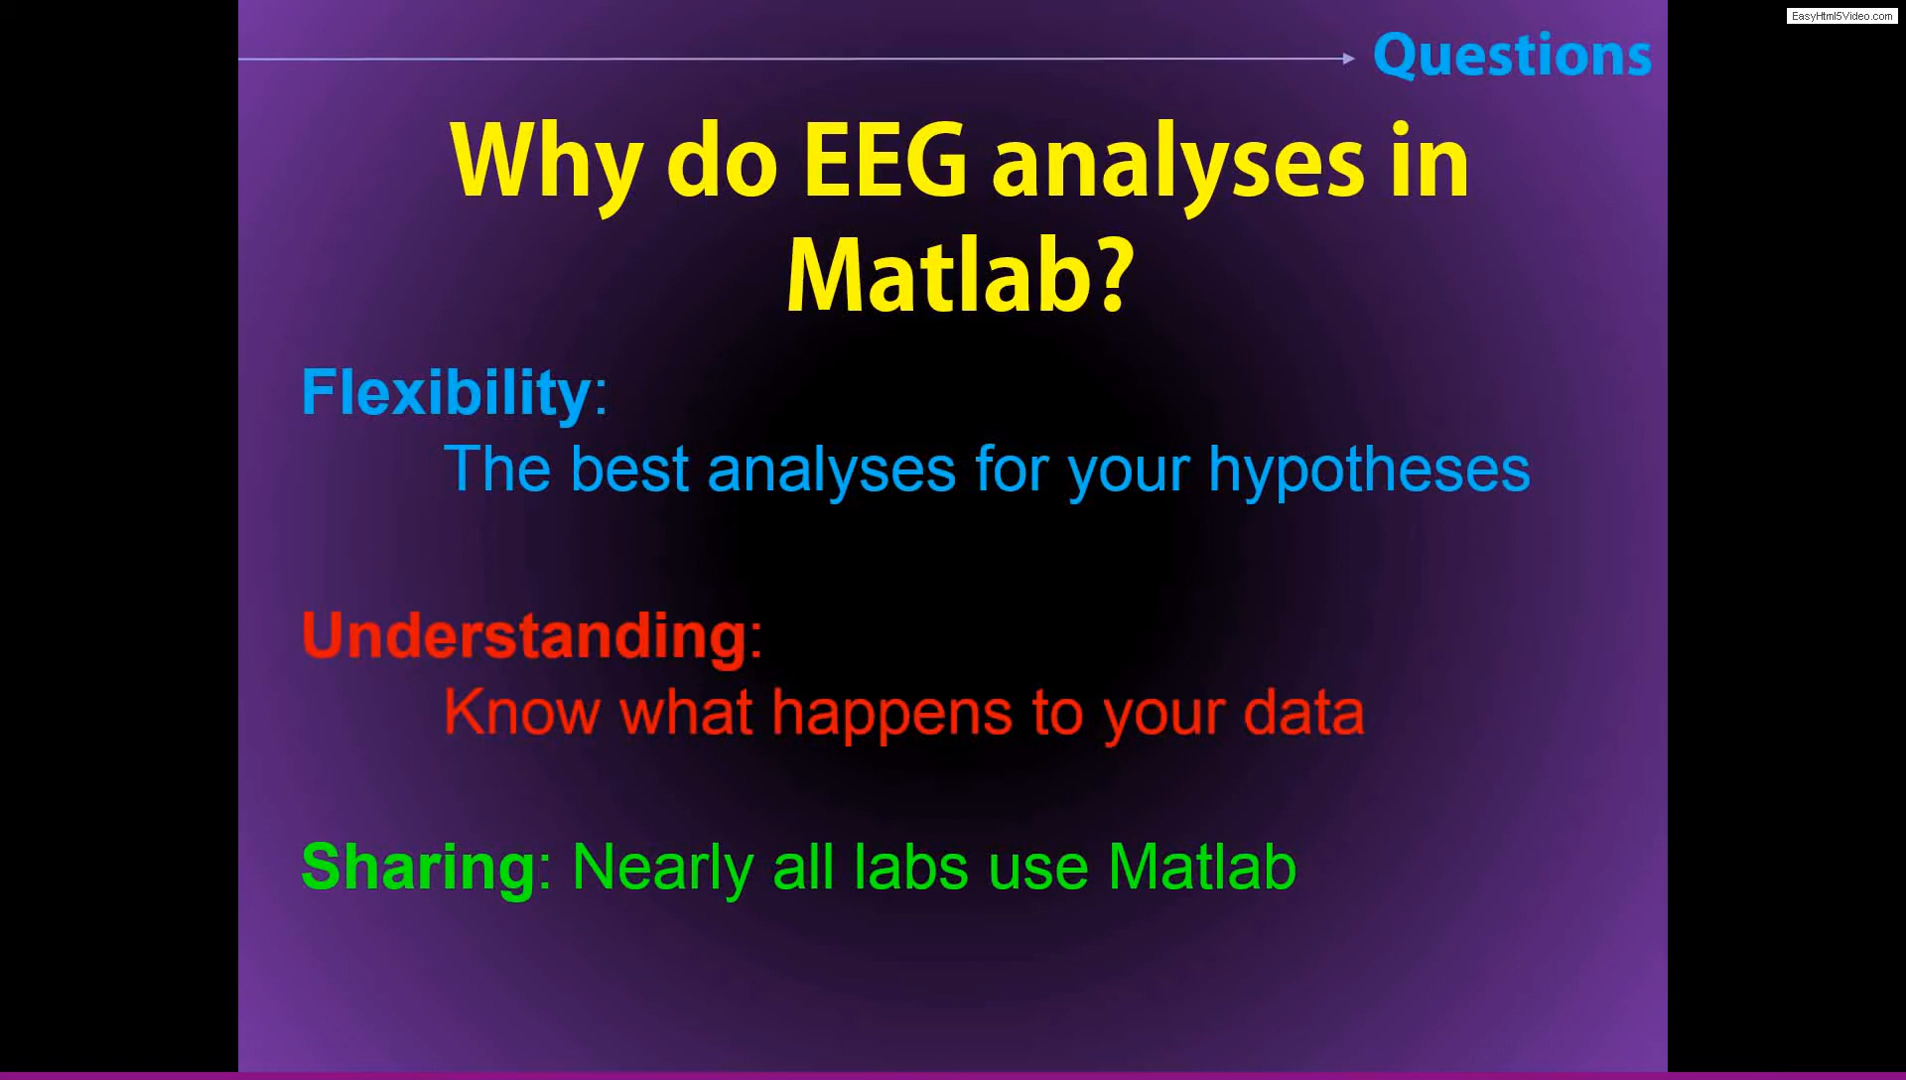 EasyHtml5Video.com
Questions
Why do EEG analyses in
Matlab?
Flexibility:
The best analyses for your hypotheses
Understanding:
Know what happens to your data
Sharing: Nearly all labs use Matlab